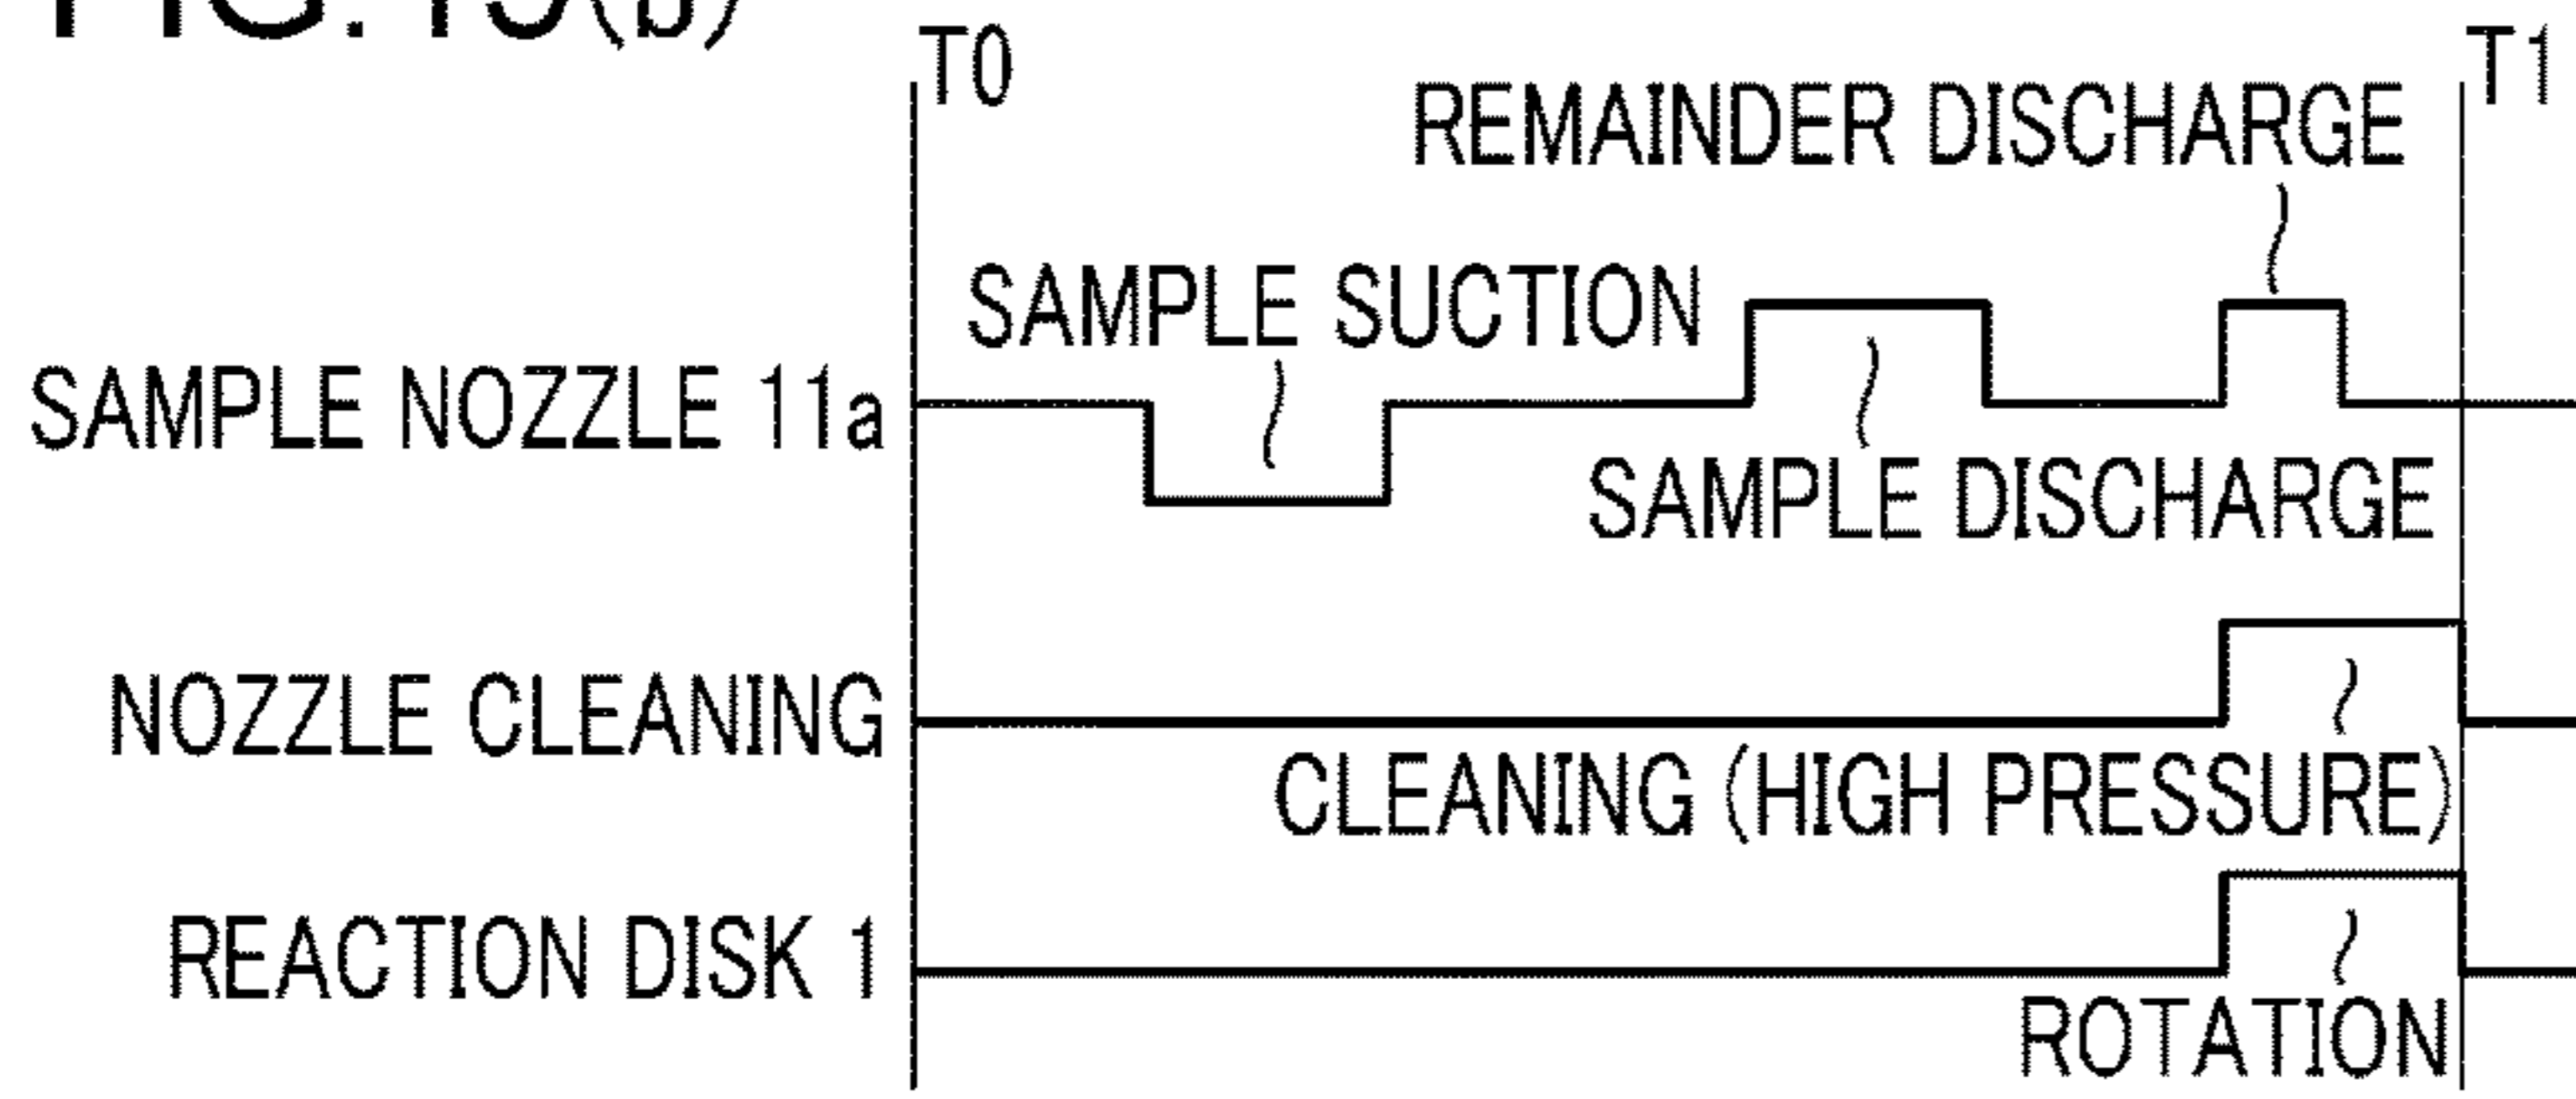 T0
T1
REMAINDER DISCHARGE
SAMPLE SUCTION
SAMPLE NOZZLE 11a
SAMPLE DISCHARGE
NOZZLE CLEANING
CLEANING (HIGH PRESSURE)
REACTION DISK 1
ROTATION